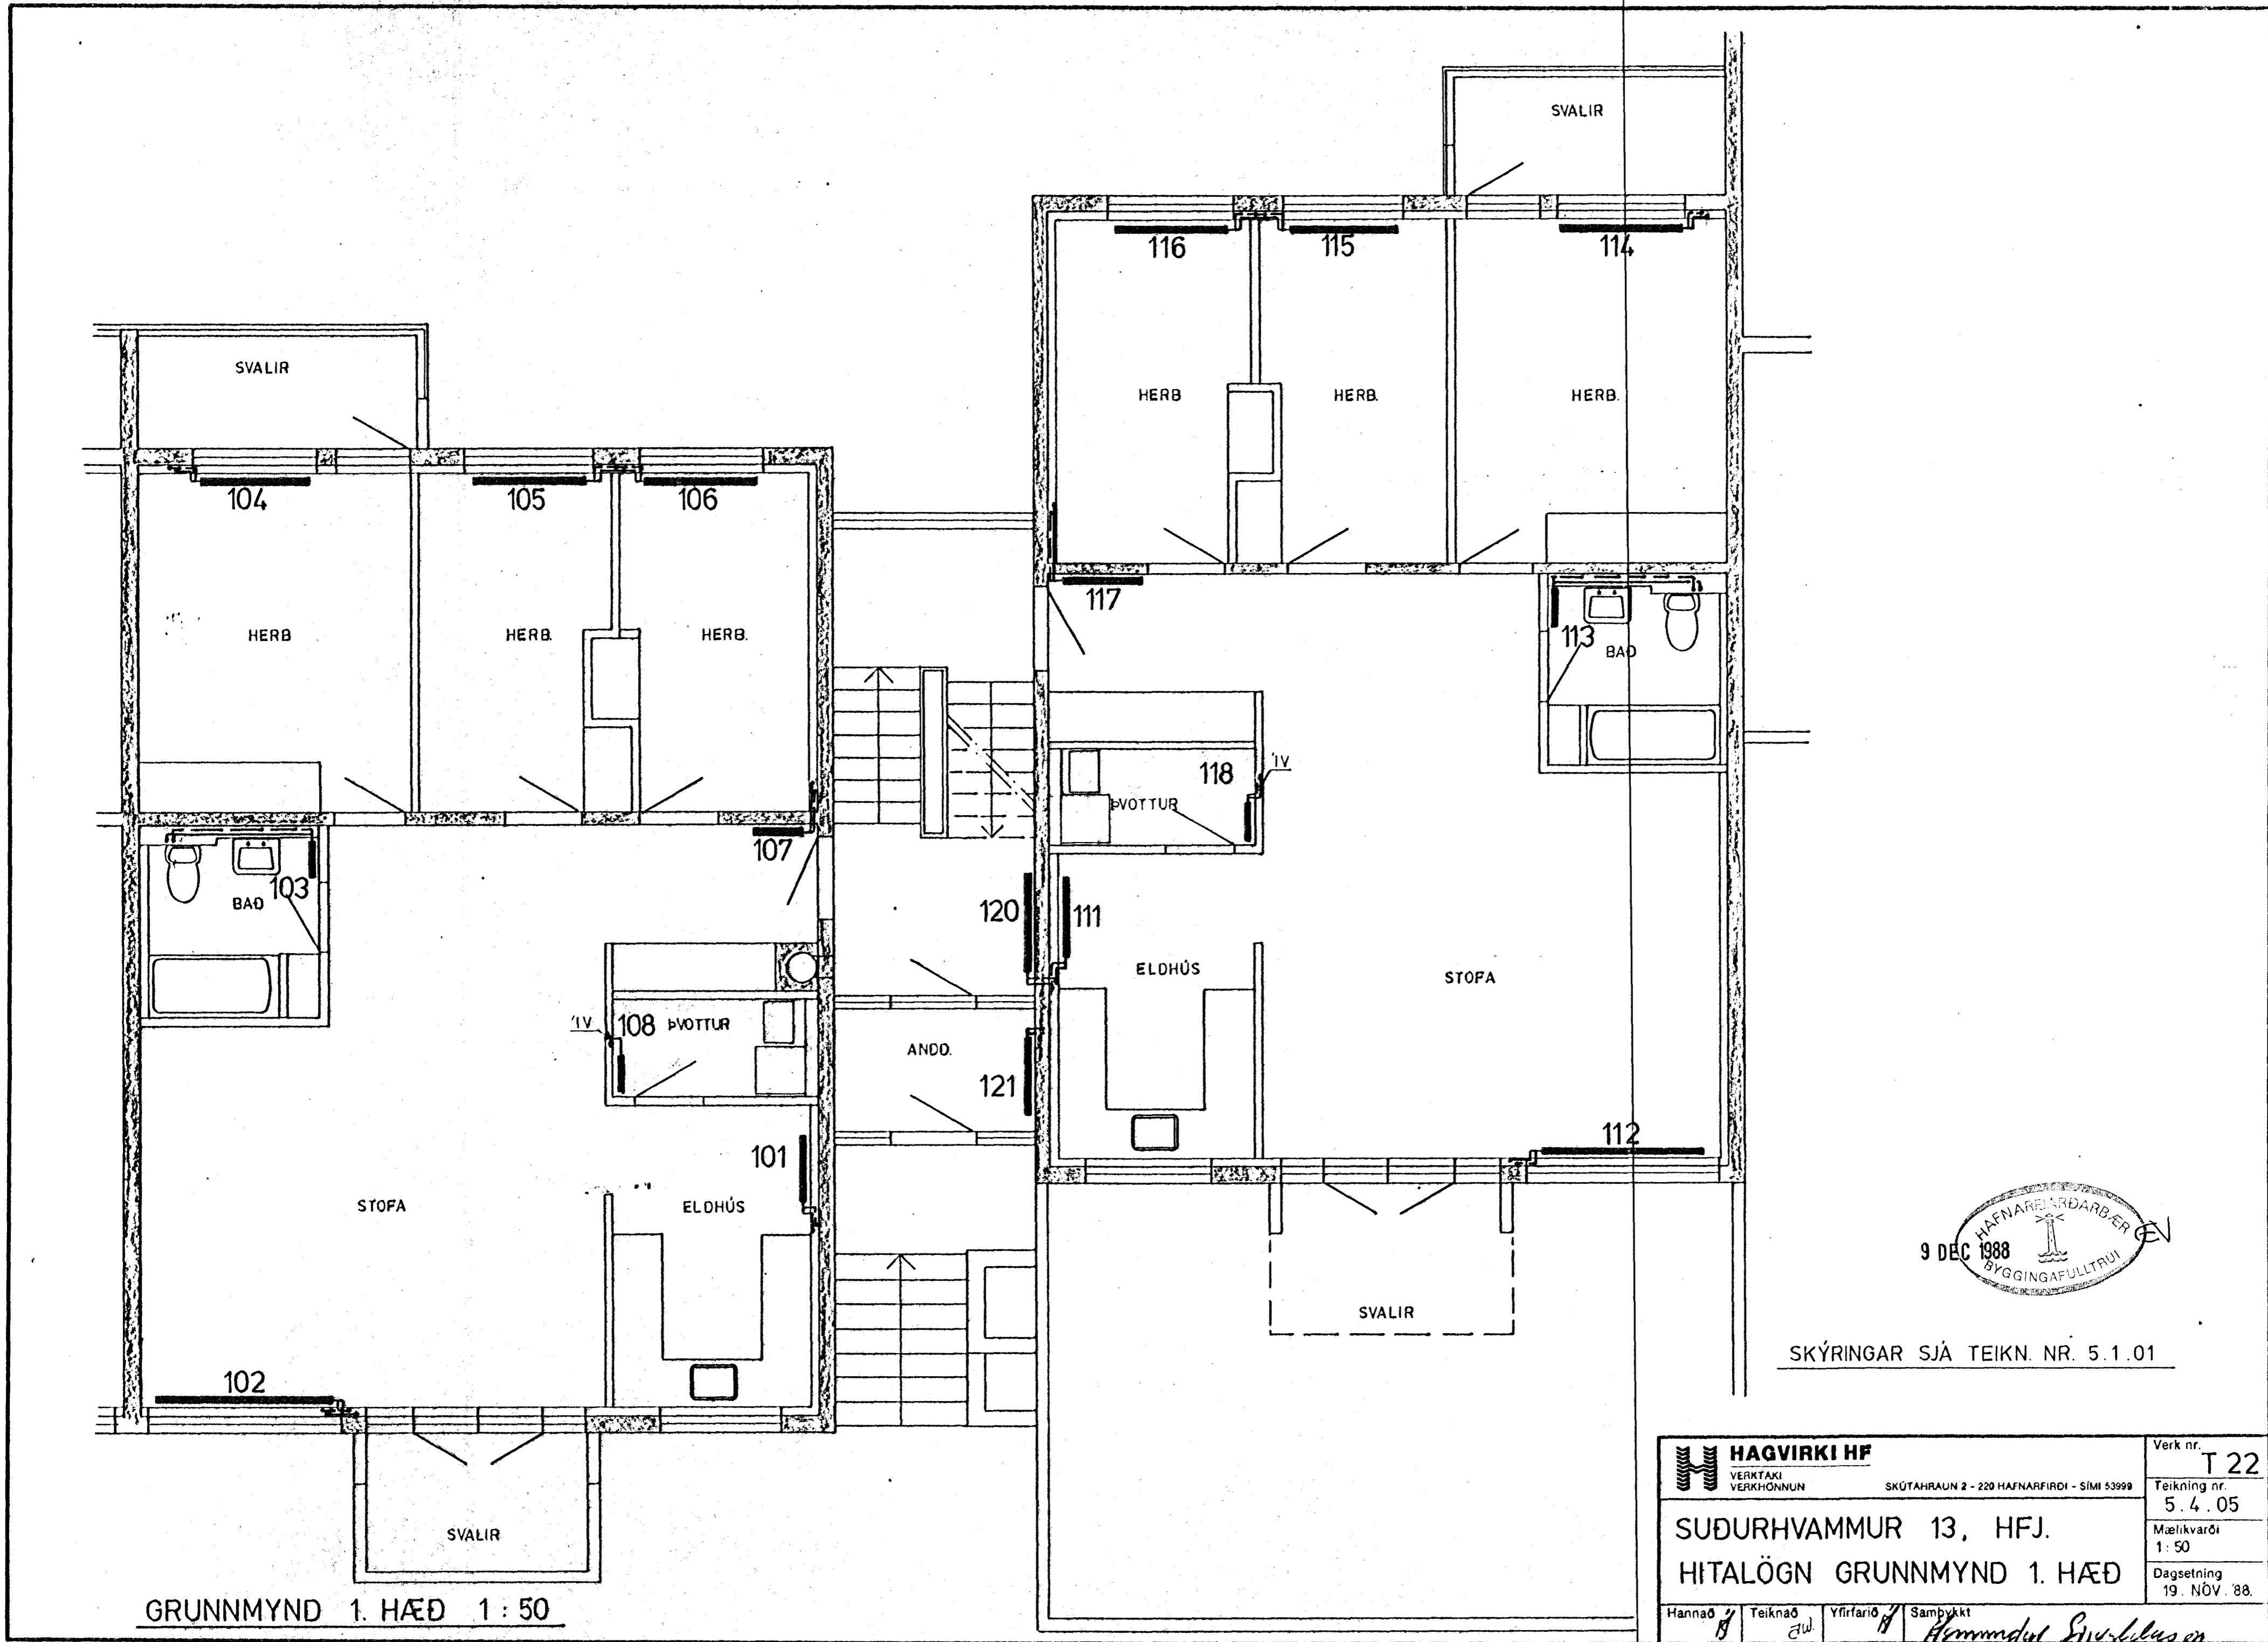 SVALIR
116
115
114
SVALIR
HERB
HERB.
HERB.
104
105
106
117
HERB
HERB.
HERB.
113
BAÐ
118
'IV
ÞVOTTUR
107
103
BAÐ
120
111
ELDHÚS
STOFA
'IV
108
ÞVOTTUR
ANDD.
121
112
101
STOFA
ELDHÚS
HAFNARFJARÐARBÆR
9 DEC 1988
BYGGINGAFULLTRÚI
SVALIR
SKÝRINGAR SJÁ TEIKN. NR. 5.1.01
102
SVALIR
GRUNNMYND 1. HÆÐ 1:50
HAGVIRKI HF
VERKTAKI
VERKHÖNNUN
SKÚTAHRAUN 2 - 220 HAFNARFIRÐI - SÍMI 53999
Verk nr.
T 22
Teikning nr.
5.4.05
SUÐURHVAMMUR 13, HFJ.
HITALÖGN GRUNNMYND 1. HÆÐ
Mælikvarði
1:50
Dagsetning
19. NÓV. '88.
Hannað
Teiknað
Yfirfarið
Samþykkt